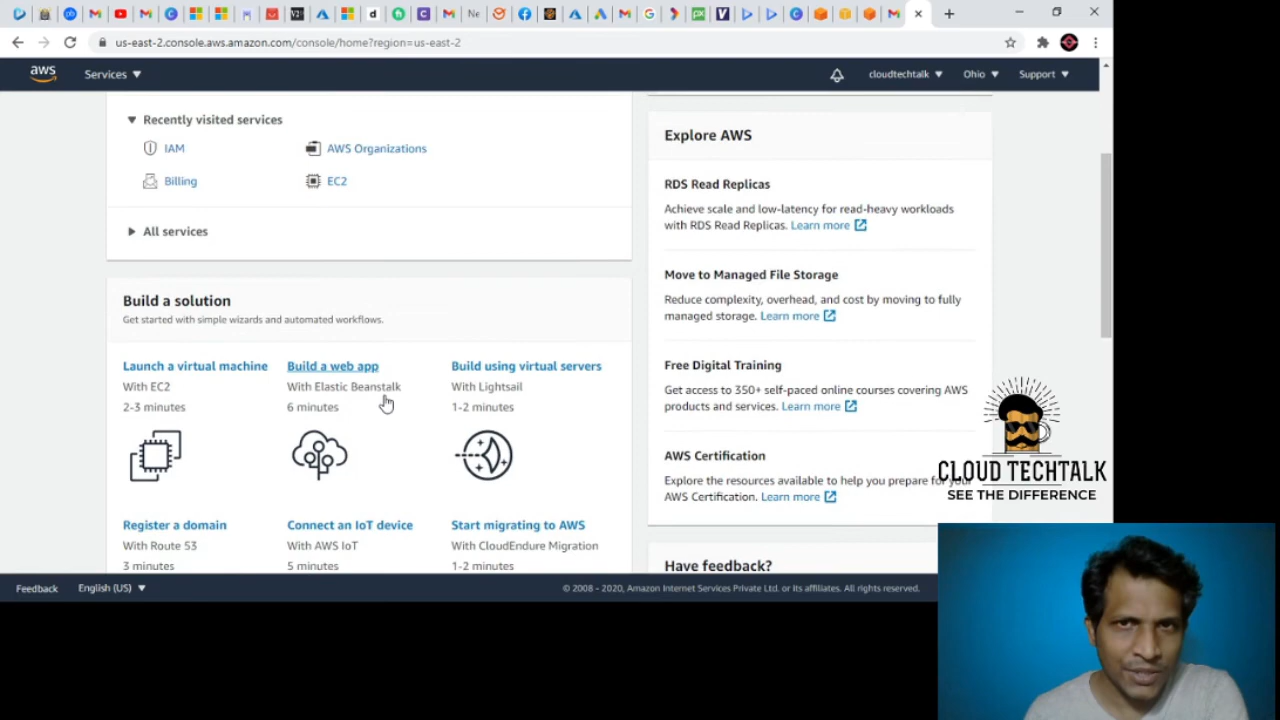 us-east-2.console.aws.amazon.com/console/home?region=us-east-2
aws
Services
cloudtechtalk
Ohio
Support
Recently visited services
IAM
AWS Organizations
Billing
EC2
All services
Build a solution
Get started with simple wizards and automated workflows.
Launch a virtual machine
With EC2
2-3 minutes
Build a web app
With Elastic Beanstalk
6 minutes
Build using virtual servers
With Lightsail
1-2 minutes
Register a domain
With Route 53
3 minutes
Connect an IoT device
With AWS IoT
5 minutes
Start migrating to AWS
With CloudEndure Migration
1-2 minutes
Explore AWS
RDS Read Replicas
Achieve scale and low-latency for read-heavy workloads
with RDS Read Replicas. Learn more
Move to Managed File Storage
Reduce complexity, overhead, and cost by moving to fully
managed storage. Learn more
Free Digital Training
Get access to 350+ self-paced online courses covering AWS
products and services. Learn more
AWS Certification
Explore the resources available to help you prepare for your
AWS Certification. Learn more
Have feedback?
CLOUD TECHTALK
SEE THE DIFFERENCE
Feedback
English (US)
© 2008 - 2020, Amazon Internet Services Private Ltd. or its affiliates. All rights reserved.